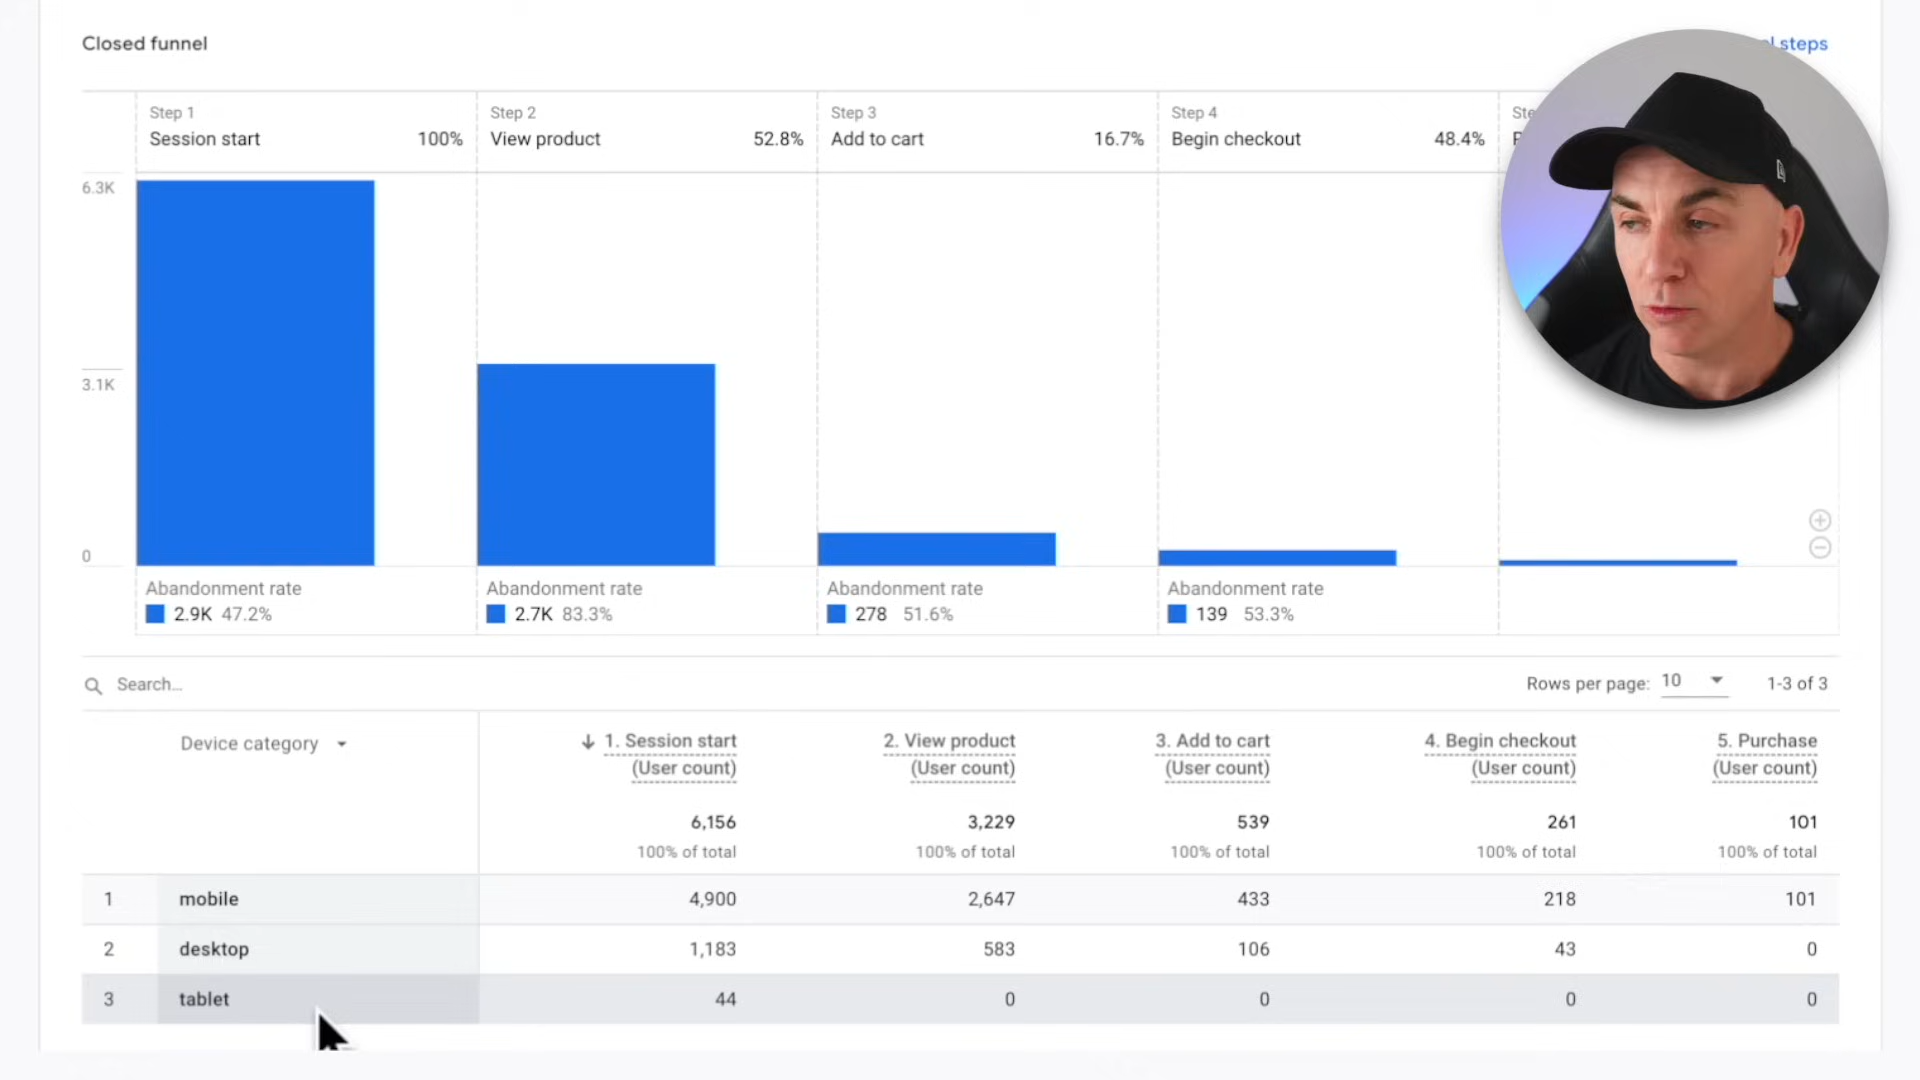 Closed funnel
steps
Step 1
Session start 100%
Step 2
View product 52.8%
Step 3
Add to cart 16.7%
Step 4
Begin checkout 48.4%
6.3K
3.1K
0
Abandonment rate
2.9K 47.2%
Abandonment rate
2.7K 83.3%
Abandonment rate
278 51.6%
Abandonment rate
139 53.3%
Search...
Rows per page: 10 1-3 of 3
Device category
1. Session start
(User count)
2. View product
(User count)
3. Add to cart
(User count)
4. Begin checkout
(User count)
5. Purchase
(User count)
6,156 3,229 539 261 101
100% of total 100% of total 100% of total 100% of total 100% of total
1 mobile 4,900 2,647 433 218 101
2 desktop 1,183 583 106 43 0
3 tablet 44 0 0 0 0